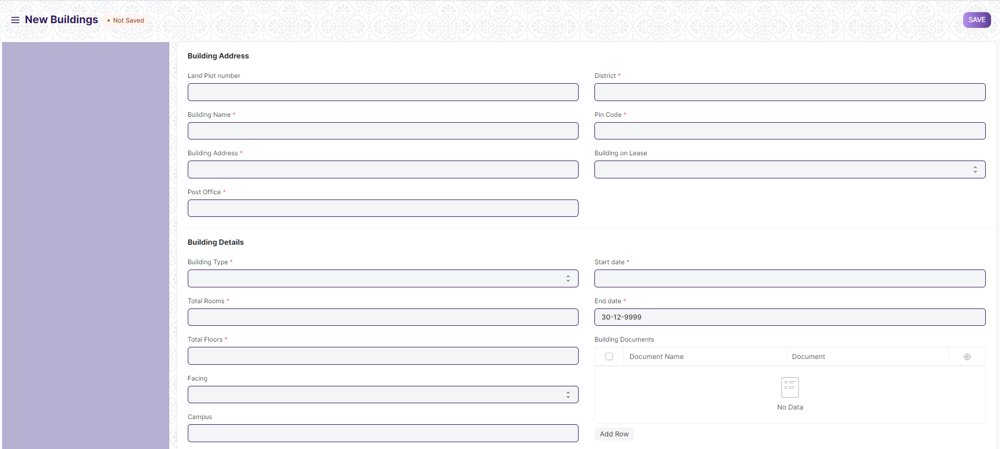 New Buildings
• Not Saved
SAVE
Building Address
Land Plot number
District *
Building Name *
Pin Code *
Building Address *
Building on Lease
Post Office *
Building Details
Building Type *
Start date *
Total Rooms *
End date *
30-12-9999
Total Floors *
Building Documents
Document Name
Document
Facing
No Data
Campus
Add Row